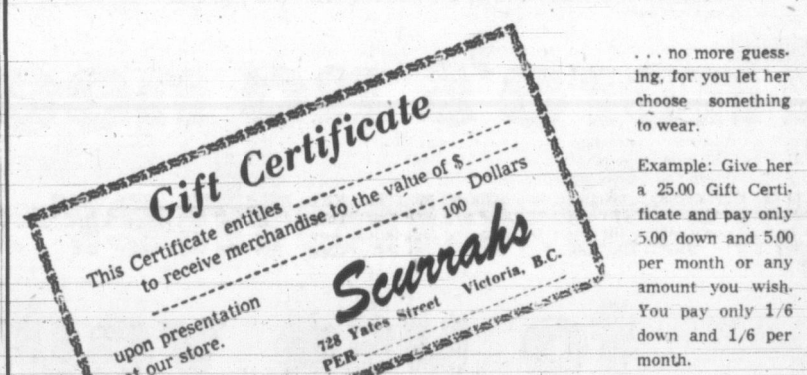 Gift Certificate
This Certificate entitles
to receive merchandise to the value of $
Dollars
100
upon presentation
at our store.
Scurrahs
728 Yates Street Victoria, B.C.
PER
... no more guess-
ing, for you let her
choose something
to wear.
Example: Give her
a 25.00 Gift Certi-
ficate and pay only
5.00 down and 5.00
per month or any
amount you wish.
You pay only 1/6
down and 1/6 per
month.